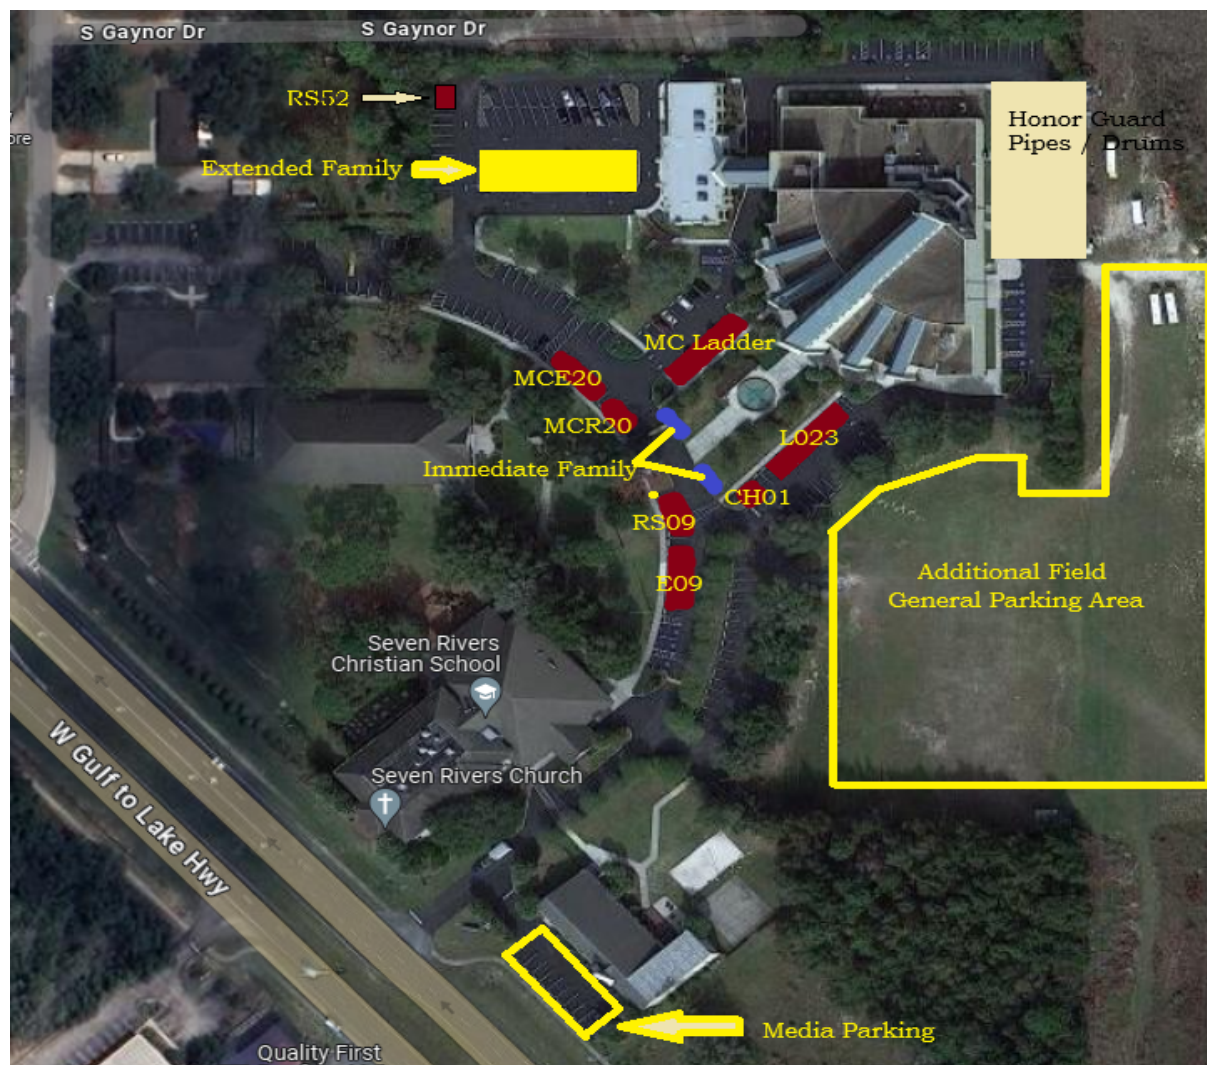 S Gaynor Dr
S Gaynor Dr
ore
RS52
Honor Guard
Pipes / Drums
Extended Family
MC Ladder
MCE20
MCR20
L023
Immediate Family
CH01
RS09
E09
Additional Field
General Parking Area
Seven Rivers
Christian School
Seven Rivers Church
W Gulf to Lake Hwy
Media Parking
Quality First